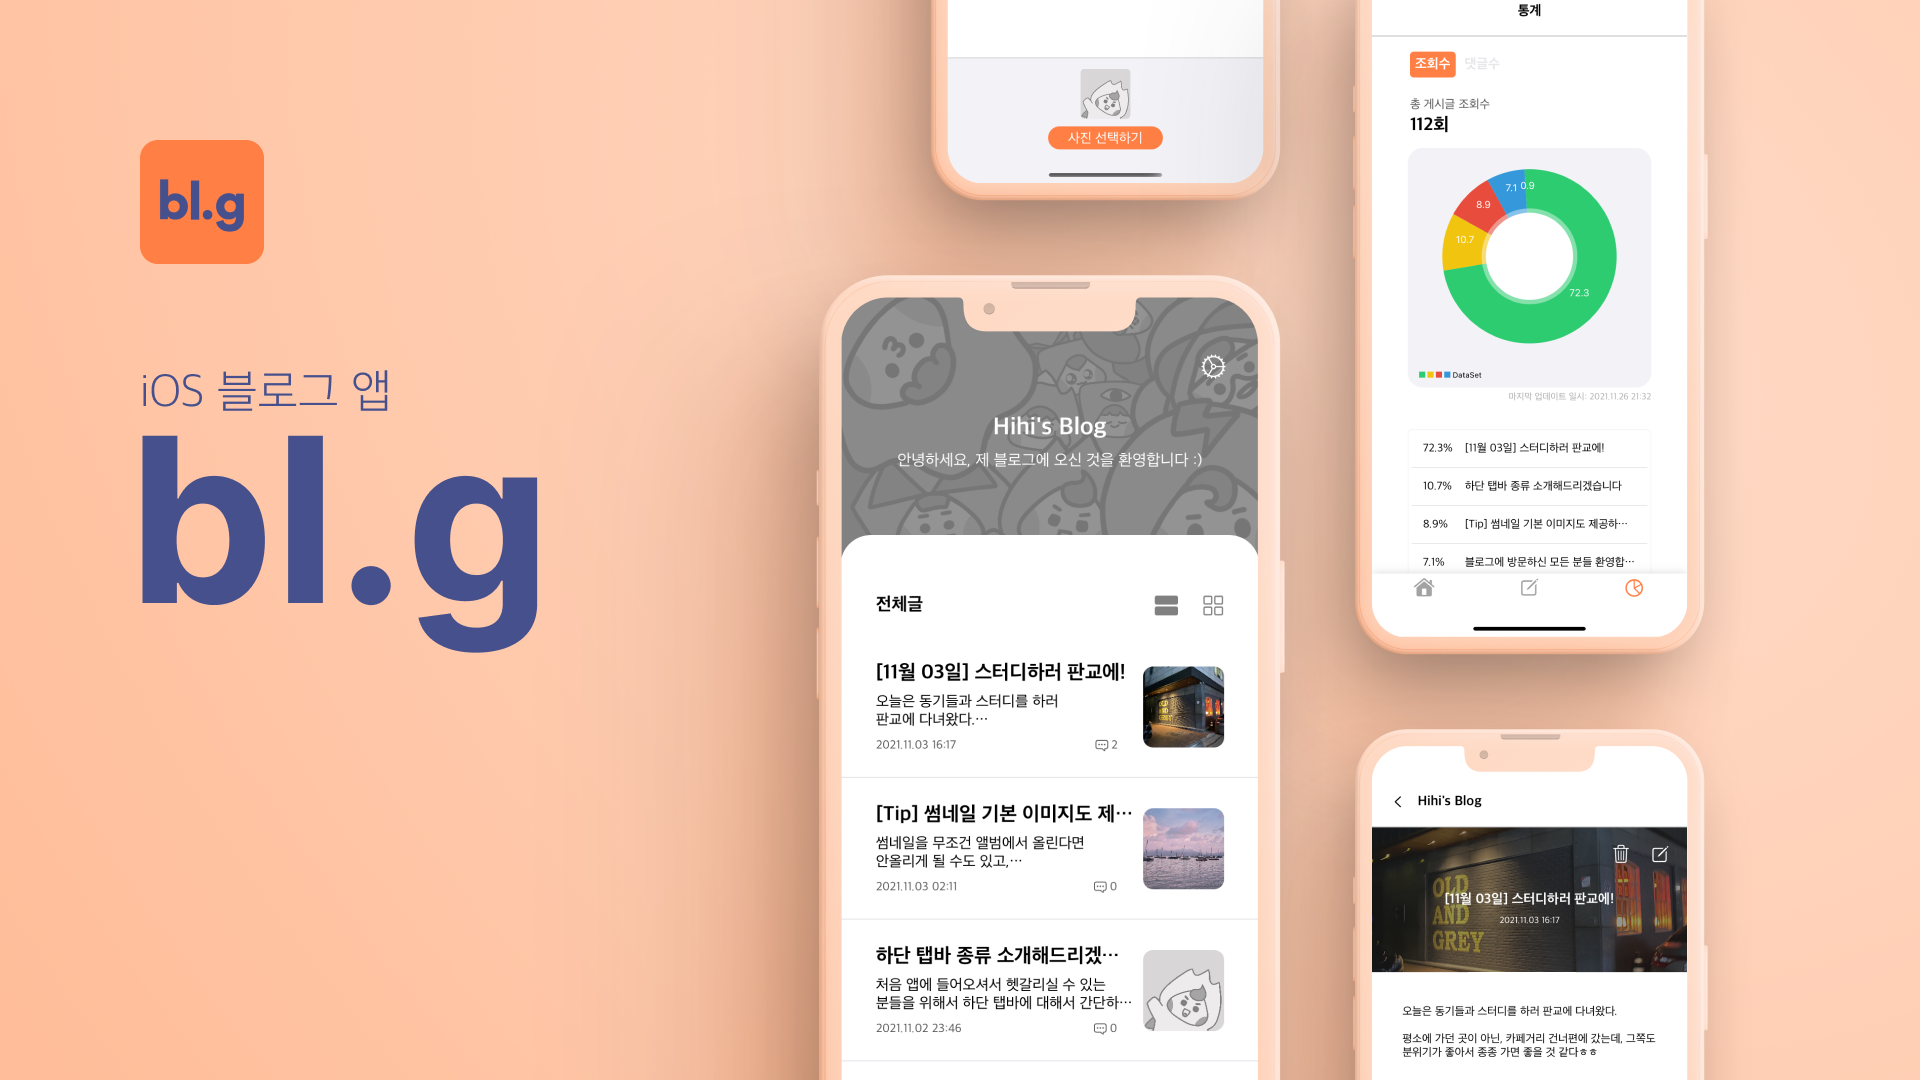 bl.g
iOS 블로그 앱
bl.g
사진 선택하기
Hihi's Blog
안녕하세요, 제 블로그에 오신 것을 환영합니다 :)
전체글
[11월 03일] 스터디하러 판교에!
오늘은 동기들과 스터디를 하러
판교에 다녀왔다.…
2021.11.03 16:17
2
[Tip] 썸네일 기본 이미지도 제…
썸네일을 무조건 앨범에서 올린다면
안올리게 될 수도 있고,…
2021.11.03 02:11
0
하단 탭바 종류 소개해드리겠…
처음 앱에 들어오셔서 헷갈리실 수 있는
분들을 위해서 하단 탭바에 대해서 간단하…
2021.11.02 23:46
0
통계
조회수 댓글수
총 게시글 조회수
112회
7.1 0.9
8.9
10.7
72.3
DataSet
마지막 업데이트 일시: 2021.11.26 21:32
72.3% [11월 03일] 스터디하러 판교에!
10.7% 하단 탭바 종류 소개해드리겠습니다
8.9% [Tip] 썸네일 기본 이미지도 제공하…
7.1% 블로그에 방문하신 모든 분들 환영합…
Hihi's Blog
OLD
AND
GREY
[11월 03일] 스터디하러 판교에!
2021.11.03 16:17
오늘은 동기들과 스터디를 하러 판교에 다녀왔다.
평소에 가던 곳이 아닌, 카페거리 건너편에 갔는데, 그쪽도
분위기가 좋아서 종종 가면 좋을 것 같다ㅎㅎ